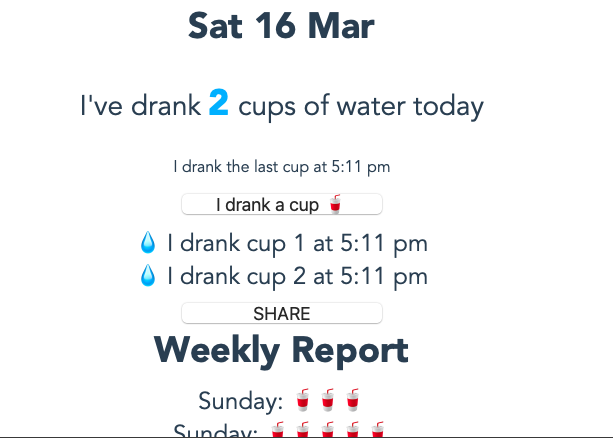 Sat 16 Mar
I've drank 2 cups of water today
I drank the last cup at 5:11 pm
I drank a cup 🥤
💧 I drank cup 1 at 5:11 pm
💧 I drank cup 2 at 5:11 pm
SHARE
Weekly Report
Sunday: 🥤🥤🥤
Sunday: 🥤🥤🥤🥤🥤